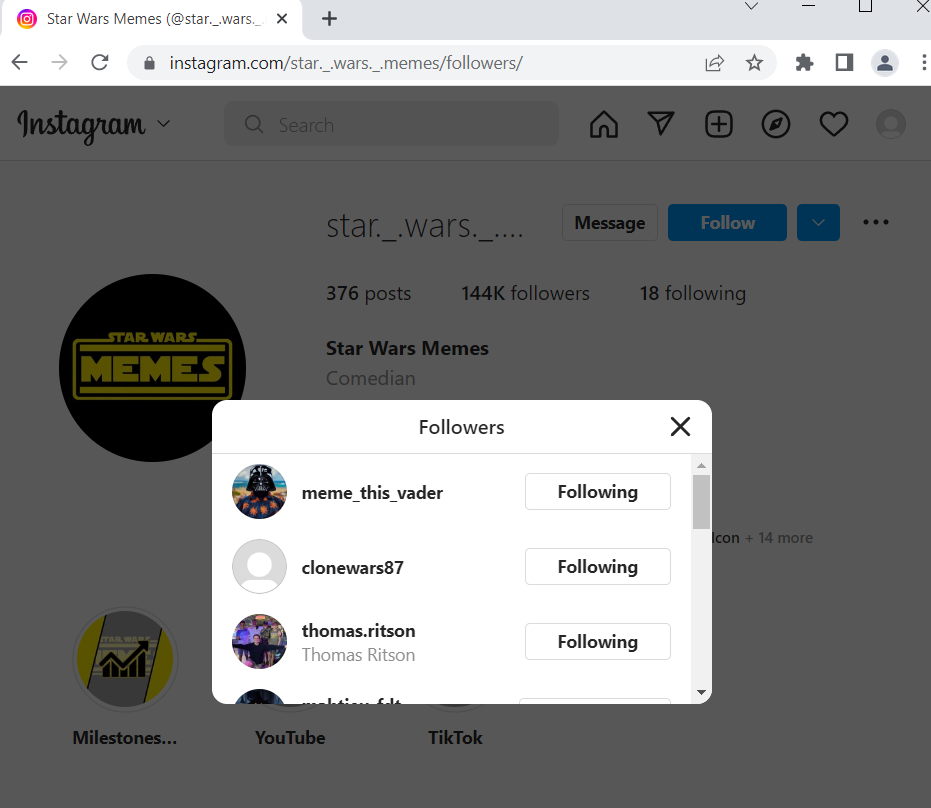 Star Wars Memes (@star._.wars._.
instagram.com/star._.wars._.memes/followers/
Instagram
Search
star._.wars._....
Message
Follow
376 posts
144K followers
18 following
STAR WARS
MEMES
Star Wars Memes
Comedian
Followers
meme_this_vader
Following
clonewars87
Following
thomas.ritson
Thomas Ritson
Following
Icon + 14 more
STAR WARS
Milestones...
YouTube
TikTok